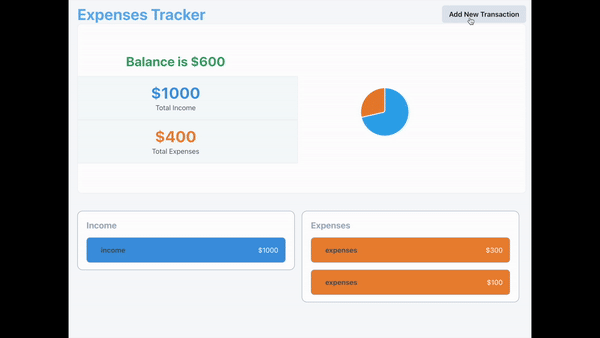 Expenses Tracker
Add New Transaction
Balance is $600
$1000
Total Income
$400
Total Expenses
Income
income $1000
Expenses
expenses $300
expenses $100